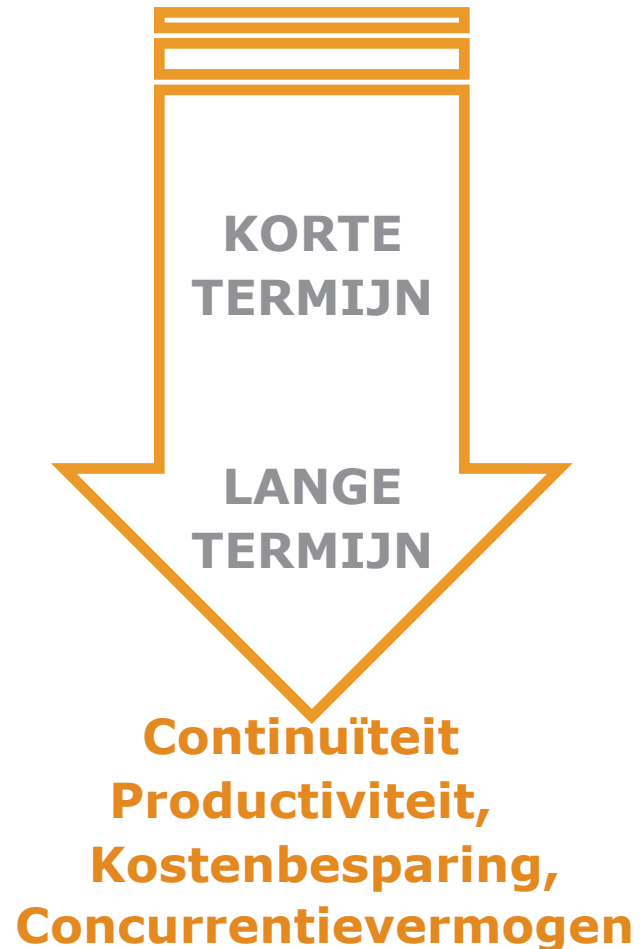 KORTE
TERMIJN
LANGE
TERMIJN
Continuïteit
Productiviteit,
Kostenbesparing,
Concurrentievermogen